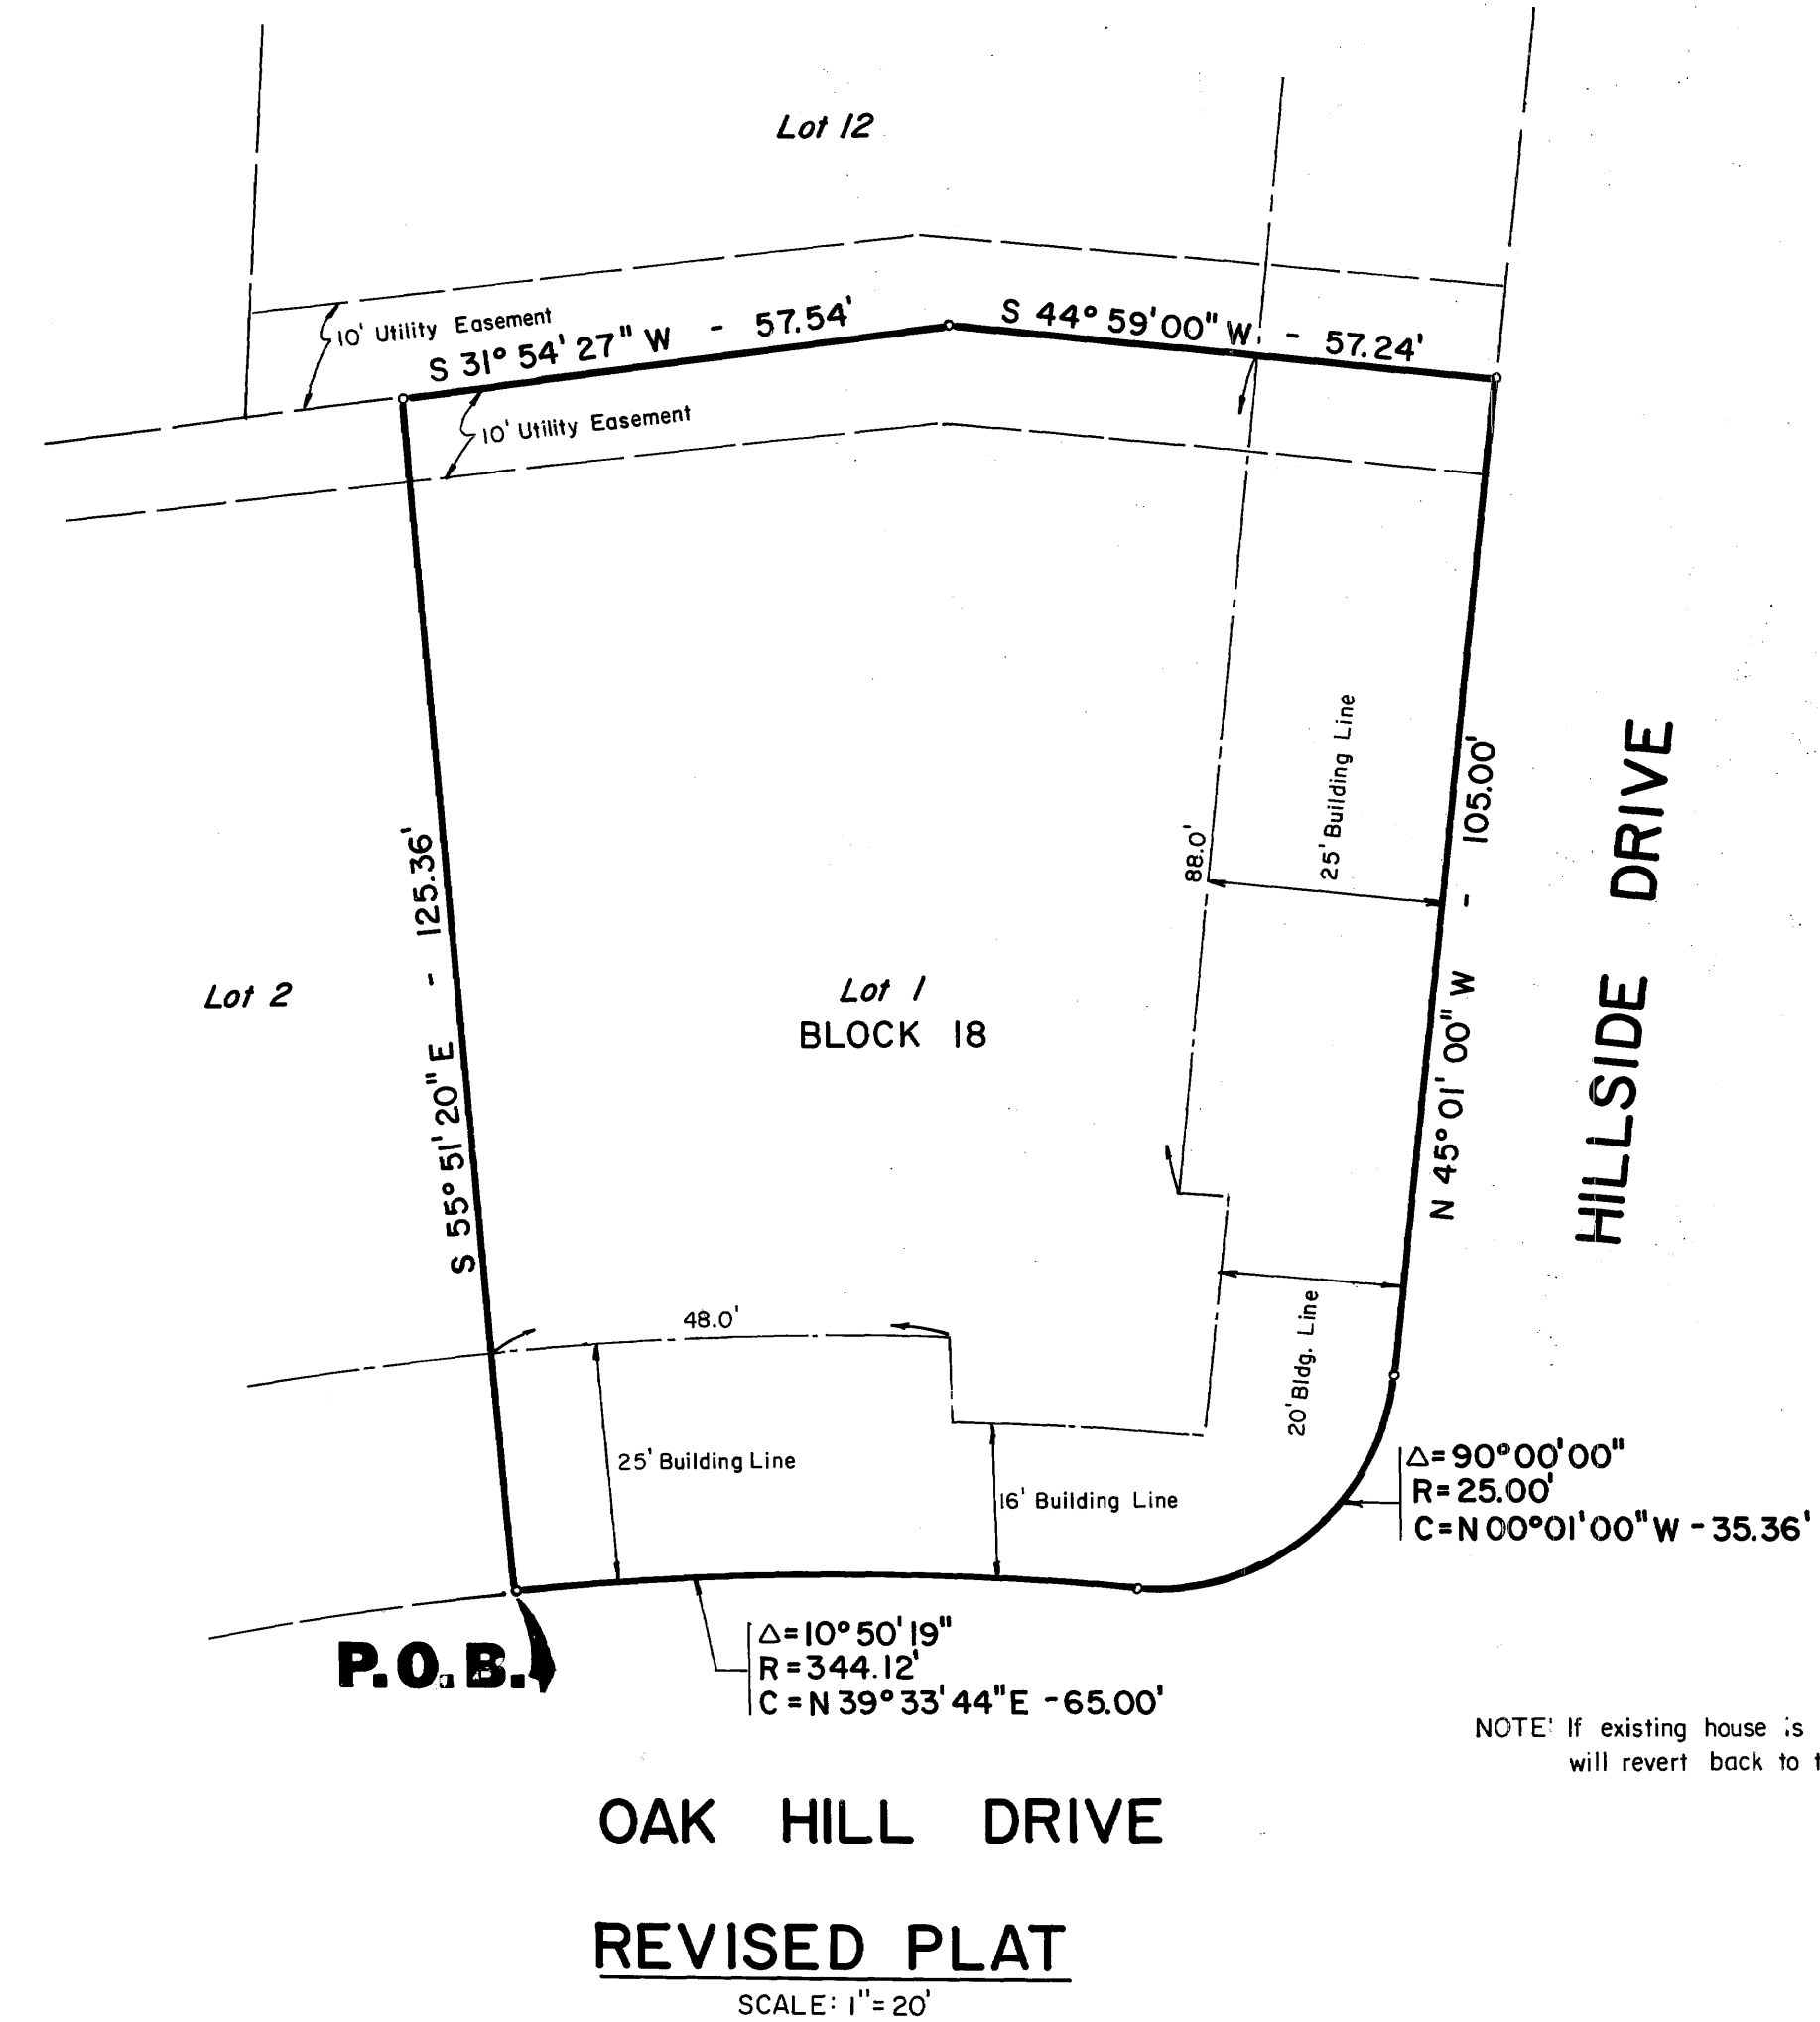 Lot 12
10' Utility Easement
S 31° 54' 27" W - 57.54'
S 44° 59' 00" W - 57.24'
10' Utility Easement
25' Building Line
105.00'
88.0'
HILLSIDE DRIVE
S 55° 51' 20" E - 125.36'
Lot 2
Lot 1
BLOCK 18
N 45° 01' 00" W -
48.0'
20' Bldg. Line
25' Building Line
16' Building Line
Δ=90°00'00"
R=25.00'
C=N 00°01'00" W - 35.36'
P.O.B.
Δ=10°50'19"
R=344.12'
C=N 39°33'44" E - 65.00'
NOTE: If existing house is
will revert back to
OAK HILL DRIVE
REVISED PLAT
SCALE: 1"= 20'